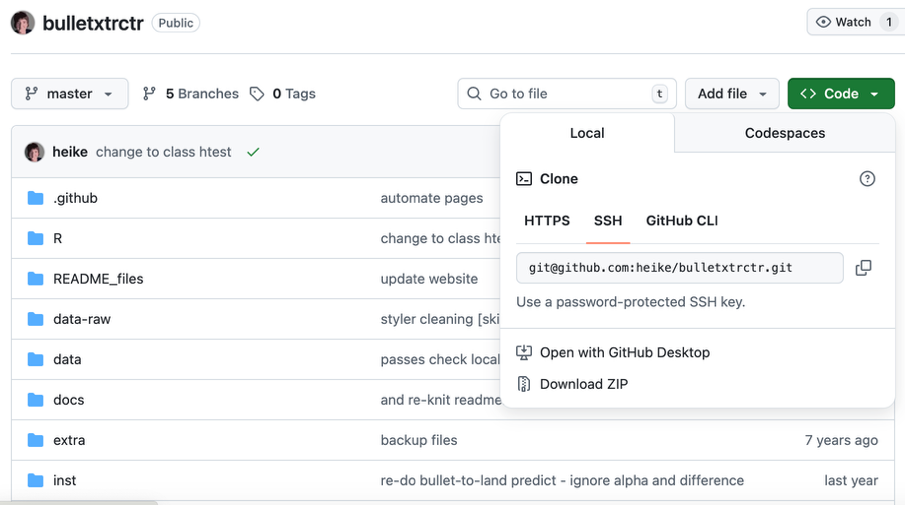 bulletxtrctr Public Watch 1
master 5 Branches 0 Tags Go to file t Add file <> Code
Local Codespaces
heike change to class htest
Clone
.github automate pages
HTTPS SSH GitHub CLI
R change to class hte
git@github.com:heike/bulletxtrctr.git
README_files update website
Use a password-protected SSH key.
data-raw styler cleaning [ski
Open with GitHub Desktop
data passes check local
Download ZIP
docs and re-knit readme
extra backup files 7 years ago
inst re-do bullet-to-land predict - ignore alpha and difference last year